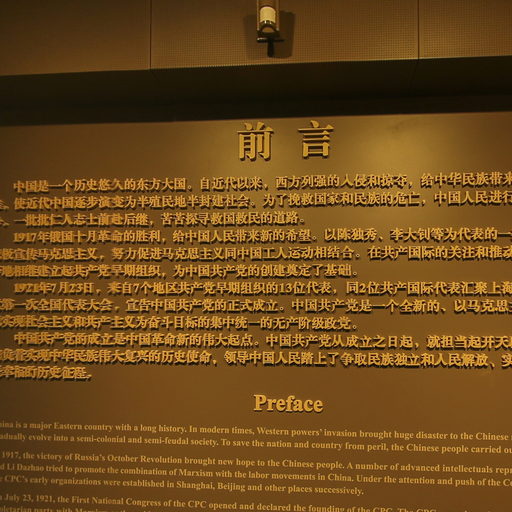 前言
中国是一个历史悠久的东方大国。自近代以来，西方列强的入侵和掠夺，给中华民族带来
使近代中国逐步演变为半殖民地半封建社会。为了挽救国家和民族的危亡，中国人民进行
一批批仁人志士前赴后继，苦苦探寻救国救民的道路。
1917年俄国十月革命的胜利，给中国人民带来新的希望。以陈独秀、李大钊等为代表的一
宣传马克思主义，努力促进马克思主义同中国工人运动相结合。在共产国际的关注和推动
地相继建立起共产党早期组织，为中国共产党的创建奠定了基础。
1921年7月23日，来自7个地区共产党早期组织的13位代表，同2位共产国际代表汇聚上海
第一次全国代表大会，宣告中国共产党的正式成立。中国共产党是一个全新的、以马克思主
实现社会主义和共产主义为奋斗目标的集中统一的无产阶级政党。
中国共产党的成立是中国革命新的伟大起点。中国共产党从成立之日起，就担当起开天
负实现中华民族伟大复兴的历史使命，领导中国人民踏上了争取民族独立和人民解放，实
幸福的历史征程。
Preface
is a major Eastern country with a long history. In modern times, Western powers' invasion brought huge disaster to the Chinese
evolve into a semi-colonial and semi-feudal society. To save the nation and country from peril, the Chinese people carried
1917, the victory of Russia's October Revolution brought new hope to the Chinese people. A number of advanced intellectuals
Li Dazhao tried to promote the combination of Marxism with the labor movements in China. Under the attention and push of the
CPC's early organizations were established in Shanghai, Beijing and other places successively.
July 23, 1921, the First National Congress of the CPC opened and declared the founding of the CPC. The CPC